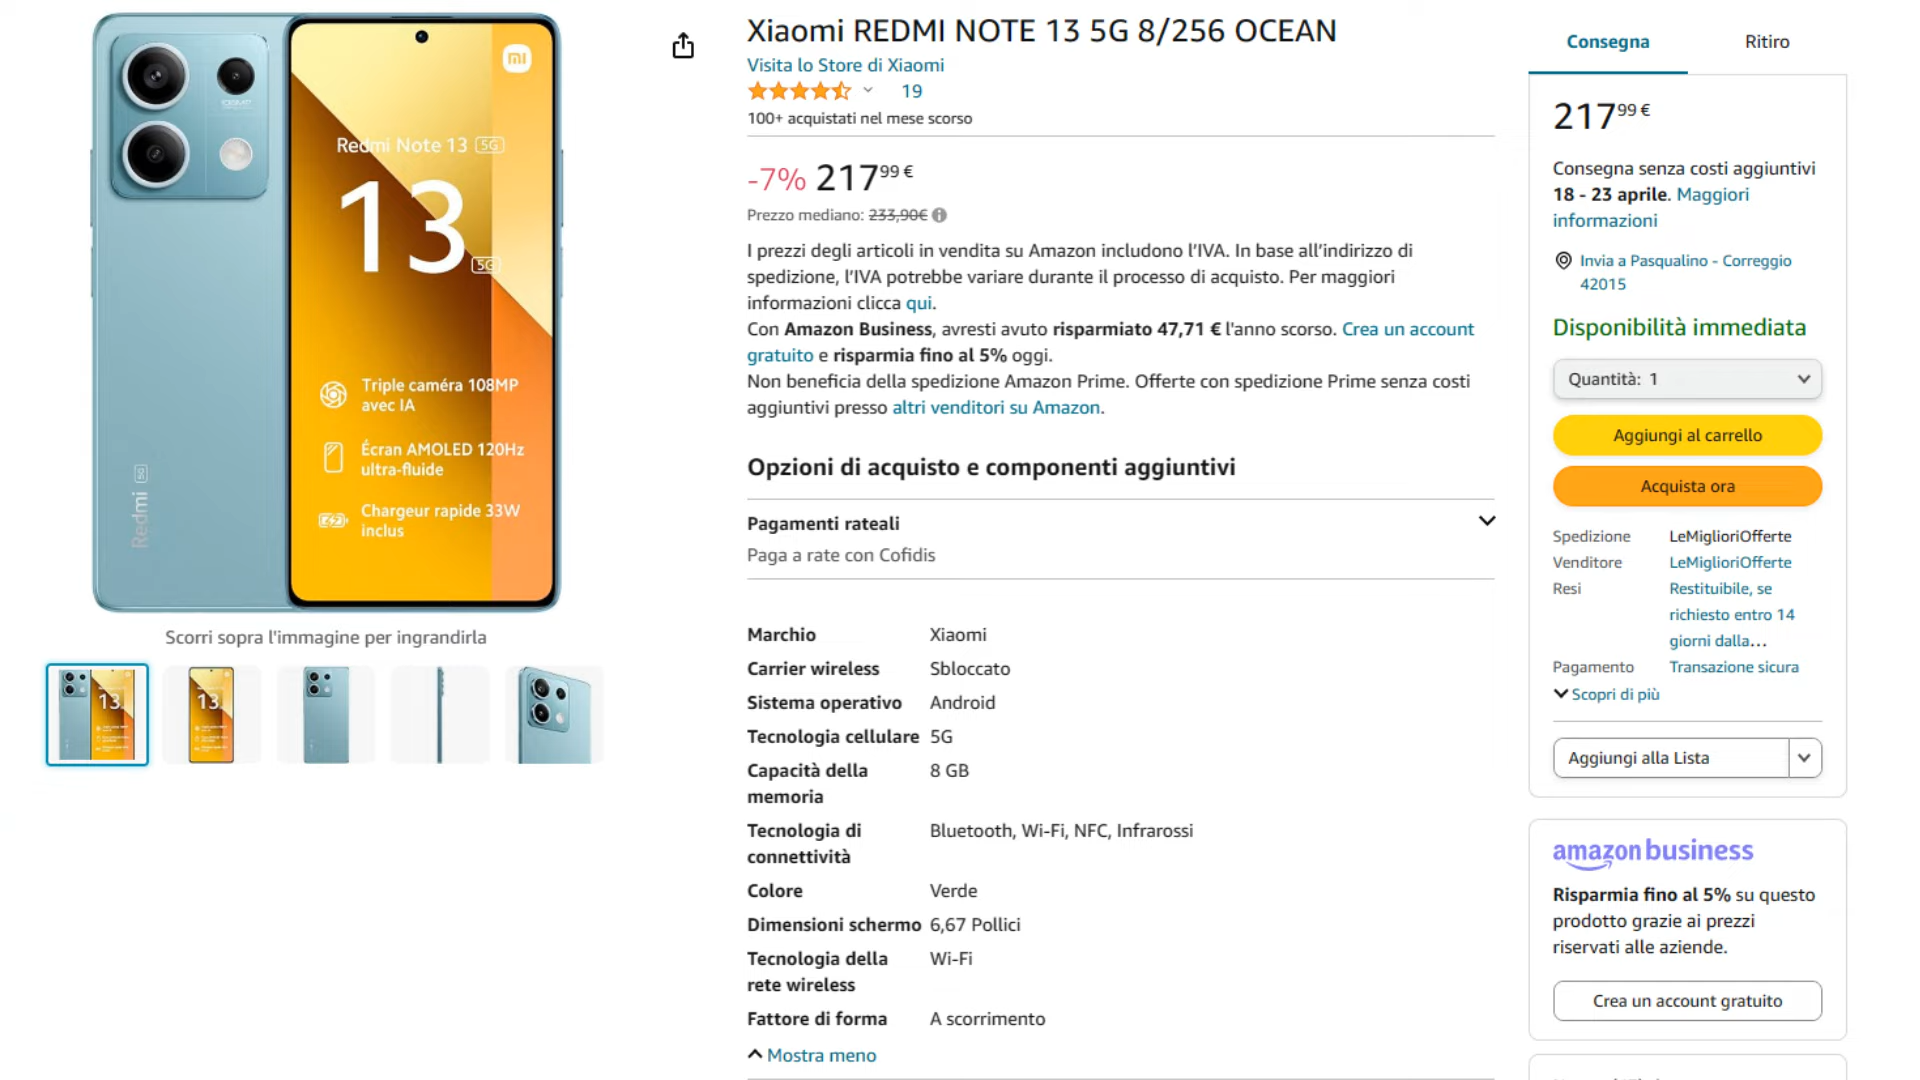 Redmi Note 13 5G
13
5G
Triple caméra 108MP
avec IA
Écran AMOLED 120Hz
ultra-fluide
Chargeur rapide 33W
inclus
Redmi 5G
Scorri sopra l'immagine per ingrandirla
Xiaomi REDMI NOTE 13 5G 8/256 OCEAN
Visita lo Store di Xiaomi
19
100+ acquistati nel mese scorso
-7% 21799 €
Prezzo mediano: 233,90€
I prezzi degli articoli in vendita su Amazon includono l’IVA. In base all’indirizzo di
spedizione, l’IVA potrebbe variare durante il processo di acquisto. Per maggiori
informazioni clicca qui.
Con Amazon Business, avresti avuto risparmiato 47,71 € l'anno scorso. Crea un account
gratuito e risparmia fino al 5% oggi.
Non beneficia della spedizione Amazon Prime. Offerte con spedizione Prime senza costi
aggiuntivi presso altri venditori su Amazon.
Opzioni di acquisto e componenti aggiuntivi
Pagamenti rateali
Paga a rate con Cofidis
Marchio Xiaomi
Carrier wireless Sbloccato
Sistema operativo Android
Tecnologia cellulare 5G
Capacità della 8 GB
memoria
Tecnologia di Bluetooth, Wi-Fi, NFC, Infrarossi
connettività
Colore Verde
Dimensioni schermo 6,67 Pollici
Tecnologia della Wi-Fi
rete wireless
Fattore di forma A scorrimento
Mostra meno
Consegna Ritiro
21799 €
Consegna senza costi aggiuntivi
18 - 23 aprile. Maggiori
informazioni
Invia a Pasqualino - Correggio
42015
Disponibilità immediata
Quantità: 1
Aggiungi al carrello
Acquista ora
Spedizione LeMiglioriOfferte
Venditore LeMiglioriOfferte
Resi Restituibile, se
richiesto entro 14
giorni dalla…
Pagamento Transazione sicura
Scopri di più
Aggiungi alla Lista
amazon business
Risparmia fino al 5% su questo
prodotto grazie ai prezzi
riservati alle aziende.
Crea un account gratuito